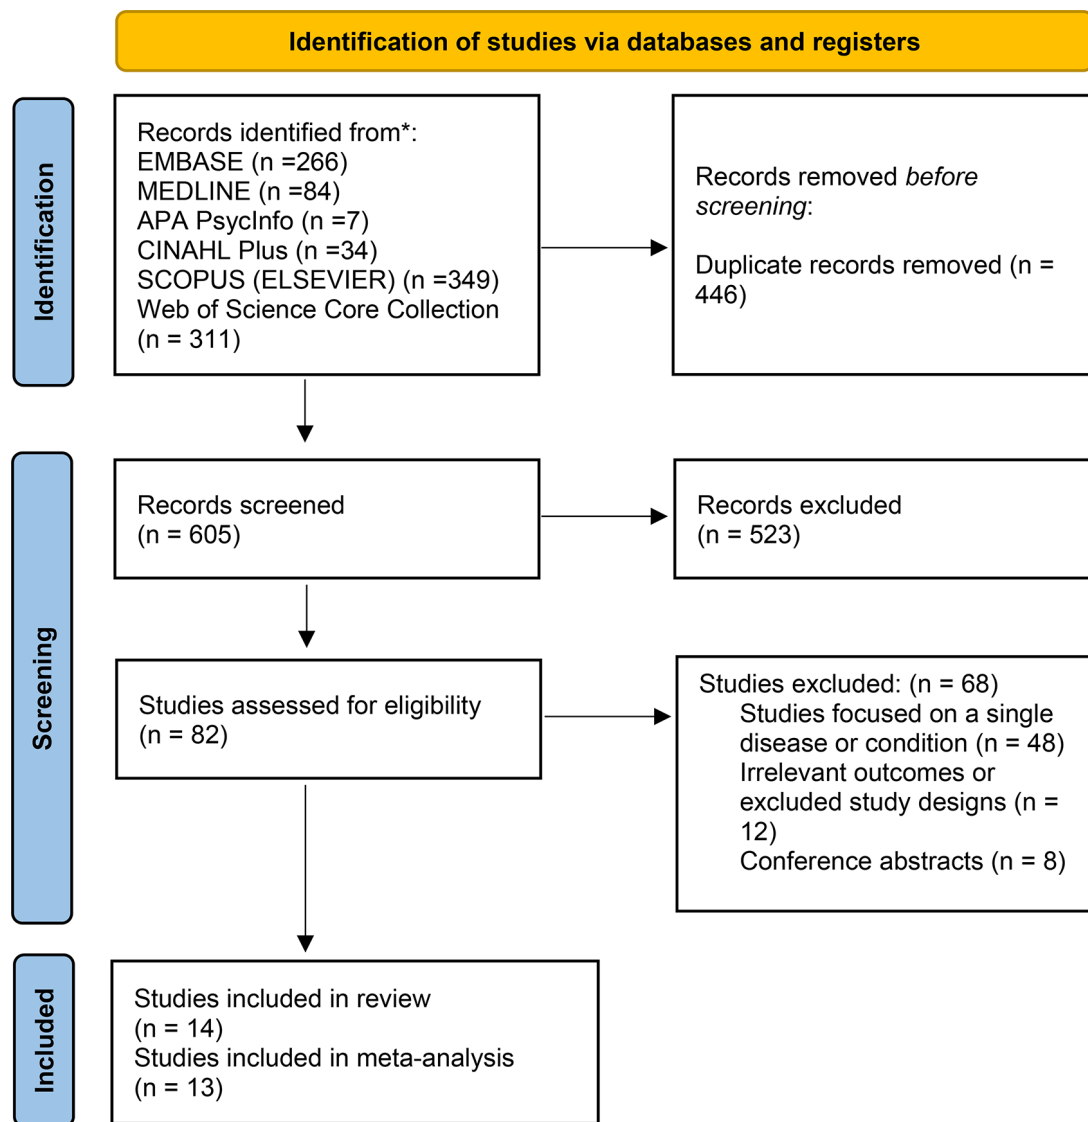 Identification of studies via databases and registers
Identification
Records identified from*:
EMBASE (n =266)
MEDLINE (n =84)
APA PsycInfo (n =7)
CINAHL Plus (n =34)
SCOPUS (ELSEVIER) (n =349)
Web of Science Core Collection
(n = 311)
Records removed before
screening:
Duplicate records removed (n =
446)
Screening
Records screened
(n = 605)
Records excluded
(n = 523)
Studies assessed for eligibility
(n = 82)
Studies excluded: (n = 68)
Studies focused on a single
disease or condition (n = 48)
Irrelevant outcomes or
excluded study designs (n =
12)
Conference abstracts (n = 8)
Included
Studies included in review
(n = 14)
Studies included in meta-analysis
(n = 13)